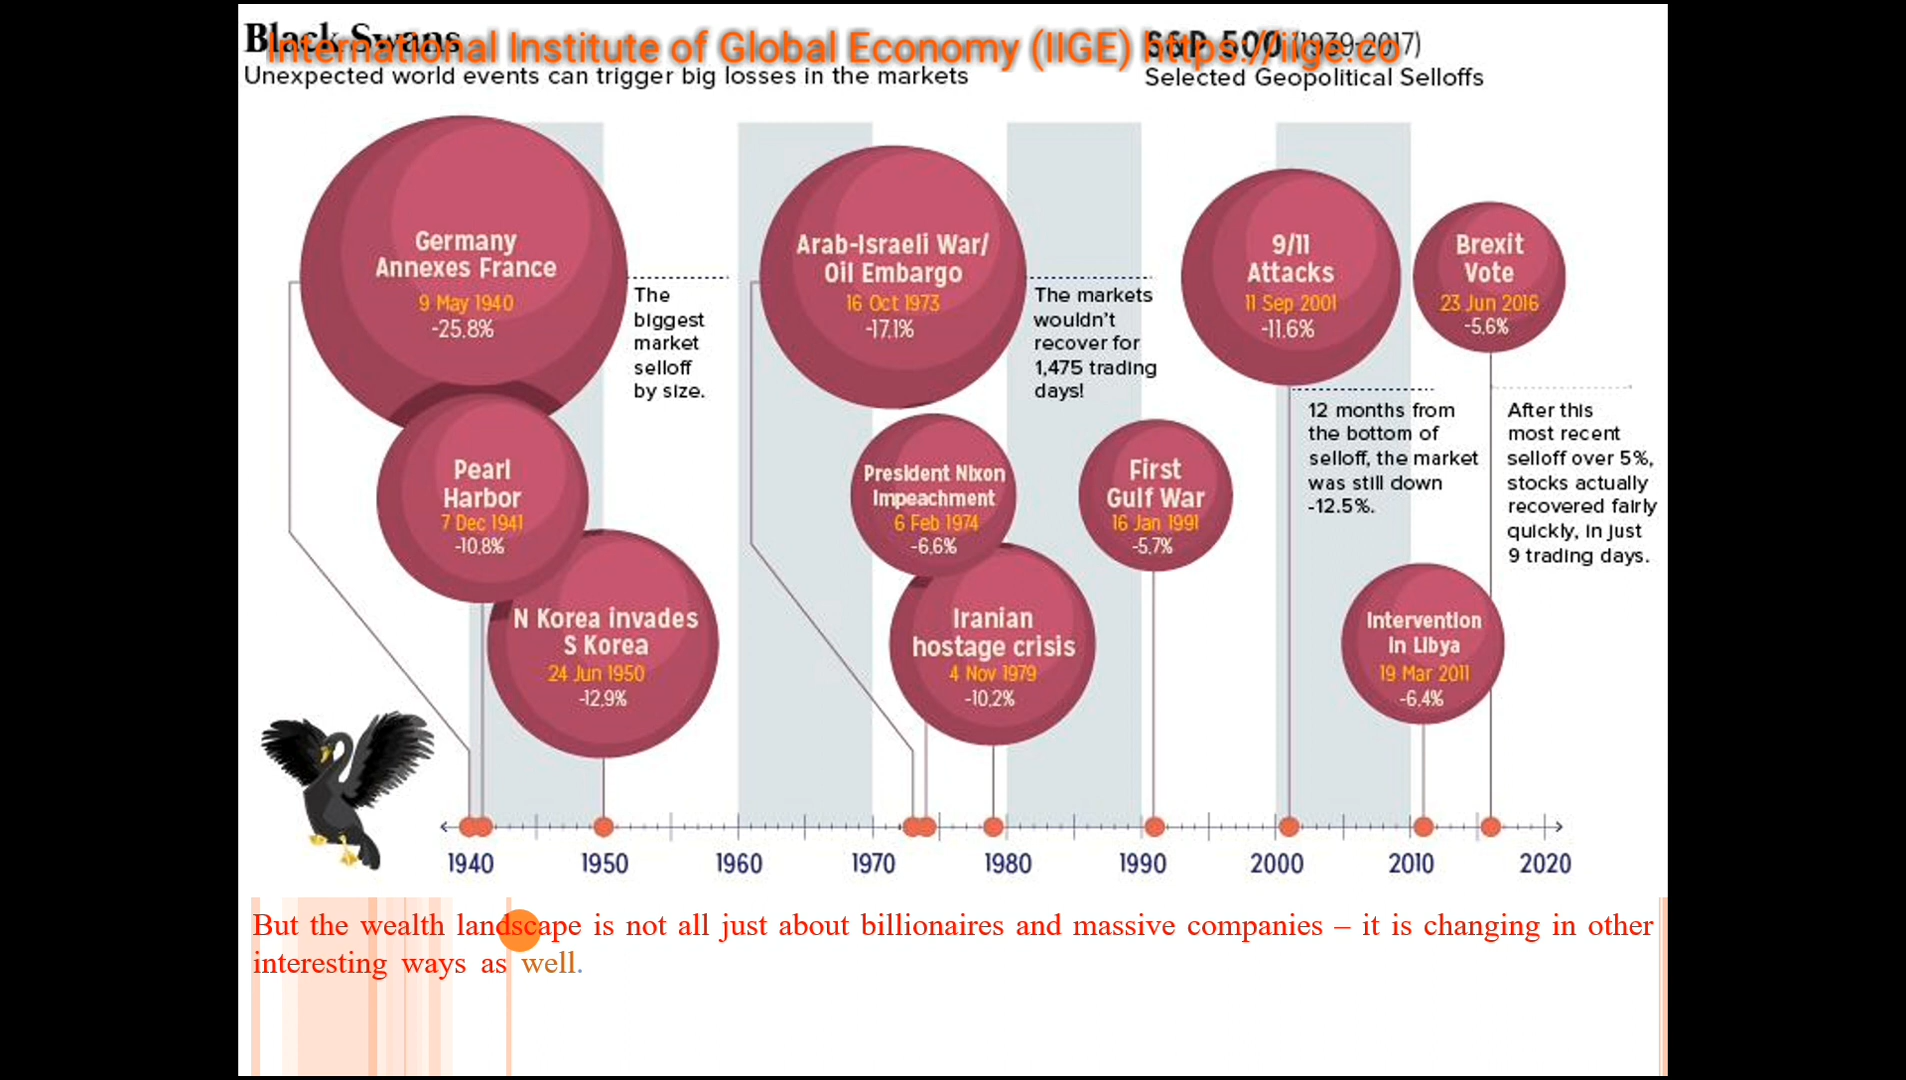 Black Swans
International Institute of Global Economy (IIGE) https://iige.co
S&P 500 (1939-2017)
Unexpected world events can trigger big losses in the markets
Selected Geopolitical Selloffs
Germany
Annexes France
9 May 1940
-25.8%
The
biggest
market
selloff
by size.
Arab-Israeli War/
Oil Embargo
16 Oct 1973
-17.1%
The markets
wouldn't
recover for
1,475 trading
days!
9/11
Attacks
11 Sep 2001
-11.6%
Brexit
Vote
23 Jun 2016
-5.6%
12 months from
the bottom of
selloff, the market
was still down
-12.5%.
After this
most recent
selloff over 5%,
stocks actually
recovered fairly
quickly, in just
9 trading days.
Pearl
Harbor
7 Dec 1941
-10.8%
President Nixon
Impeachment
6 Feb 1974
-6.6%
First
Gulf War
16 Jan 1991
-5.7%
N Korea invades
S Korea
24 Jun 1950
-12.9%
Iranian
hostage crisis
4 Nov 1979
-10.2%
Intervention
in Libya
19 Mar 2011
-6.4%
1940 1950 1960 1970 1980 1990 2000 2010 2020
But the wealth landscape is not all just about billionaires and massive companies – it is changing in other
interesting ways as well.